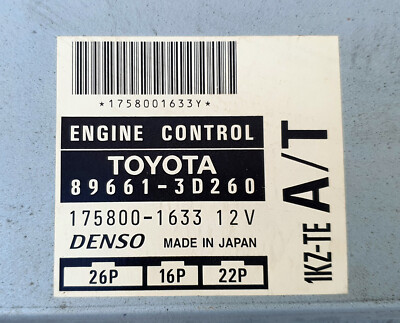 *1758001633Y*
ENGINE CONTROL
TOYOTA
89661-3D260
175800-1633 12V
DENSO MADE IN JAPAN
26P 16P 22P
1KZ-TE A/T